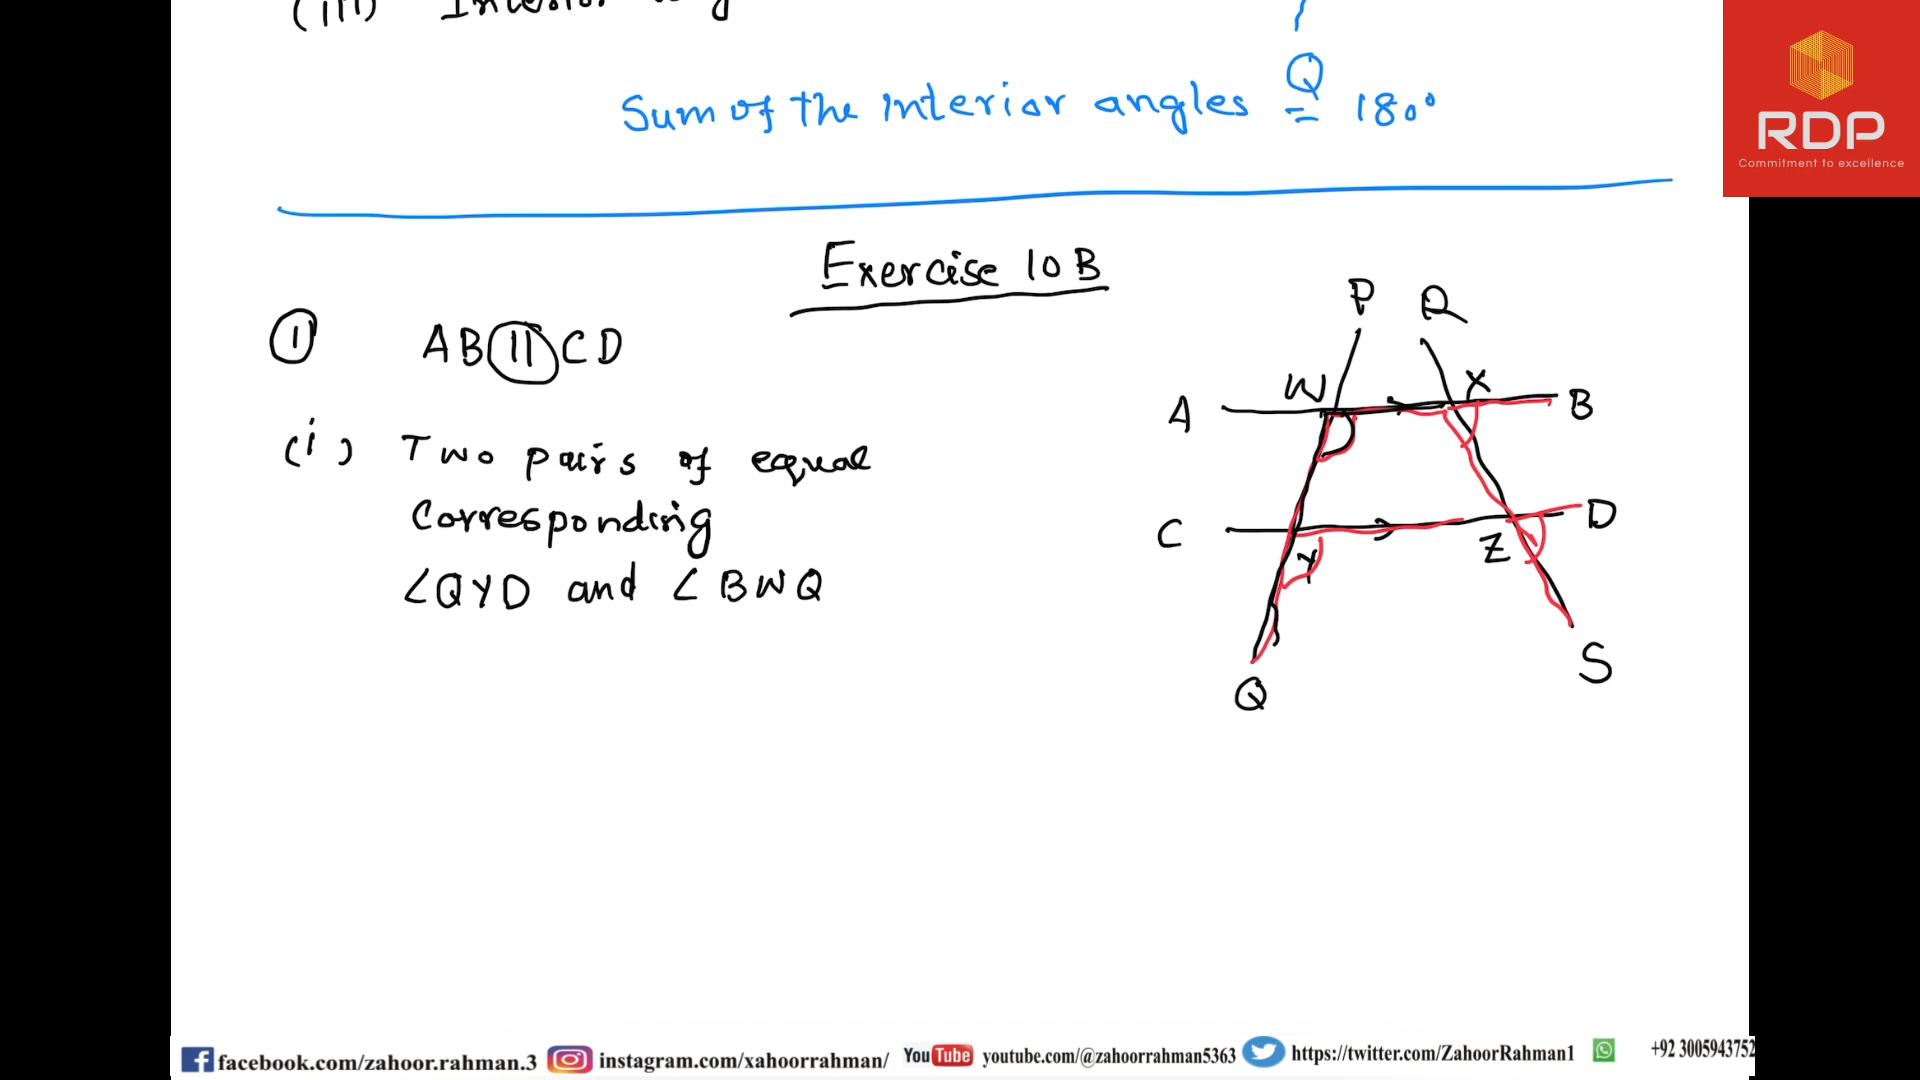 (iii) Interior
Q
Sum of the interior angles = 180°
RDP
Commitment to excellence
Exercise 10 B
1 AB || CD
(i) Two pairs of equal
Corresponding
∠QYD and ∠BWQ
P R
W X
A B
C D
Y Z
Q S
facebook.com/zahoor.rahman.3 instagram.com/xahoorrahman/ YouTube youtube.com/@zahoorrahman5363 https://twitter.com/ZahoorRahman1 +92 3005943752